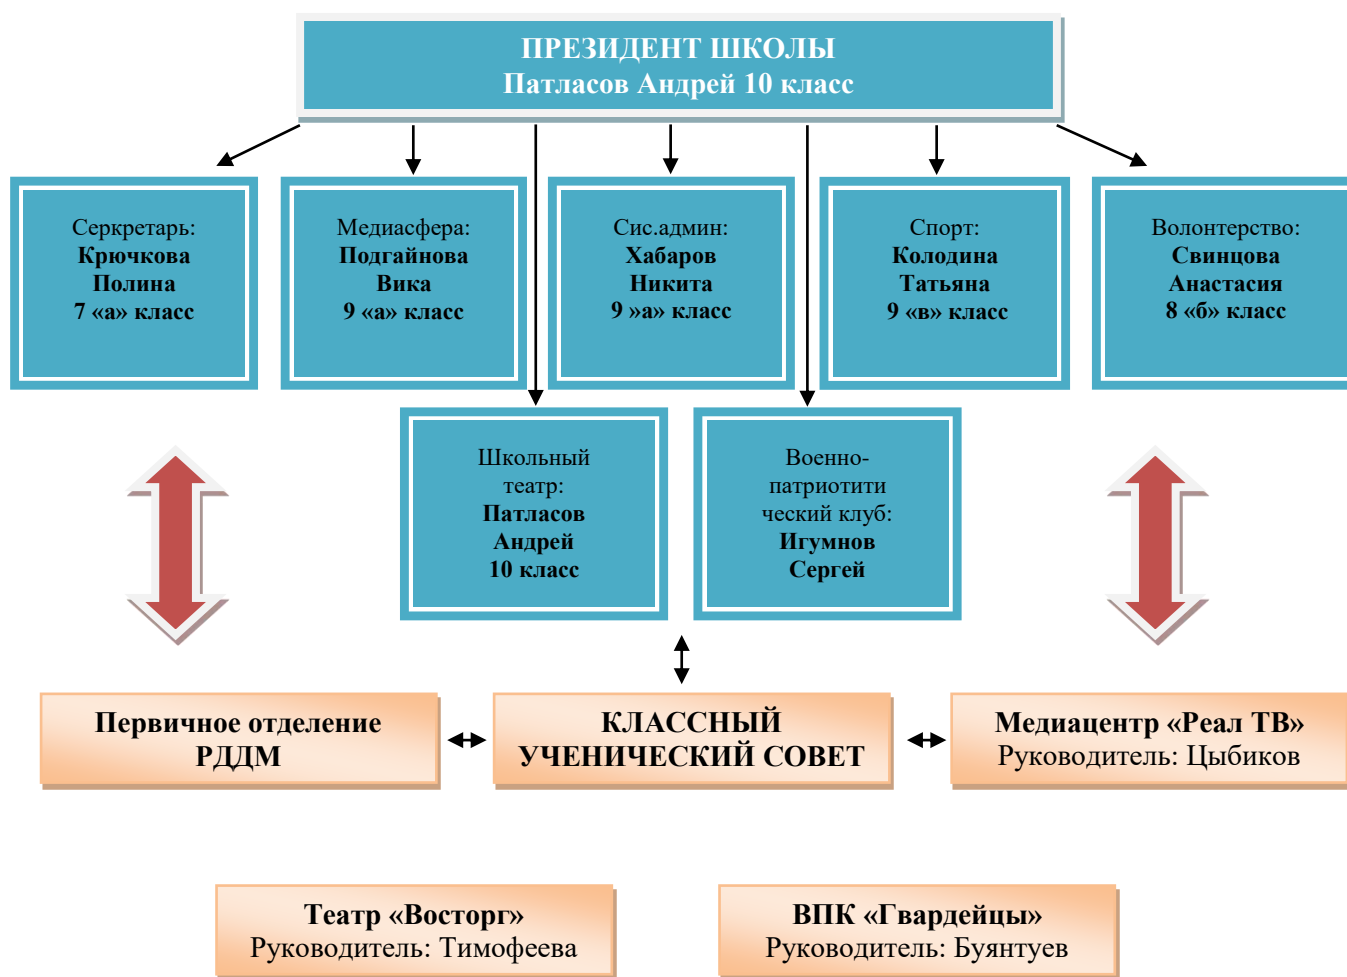 ПРЕЗИДЕНТ ШКОЛЫ
Патласов Андрей 10 класс
Серкретарь:
Крючкова
Полина
7 «а» класс
Медиасфера:
Подгайнова
Вика
9 «а» класс
Сис.админ:
Хабаров
Никита
9 »а» класс
Спорт:
Колодина
Татьяна
9 «в» класс
Волонтерство:
Свинцова
Анастасия
8 «б» класс
Школьный
театр:
Патласов
Андрей
10 класс
Военно-
патриотити
ческий клуб:
Игумнов
Сергей
Первичное отделение
РДДМ
КЛАССНЫЙ
УЧЕНИЧЕСКИЙ СОВЕТ
Медиацентр «Реал ТВ»
Руководитель: Цыбиков
Театр «Восторг»
Руководитель: Тимофеева
ВПК «Гвардейцы»
Руководитель: Буянтуев